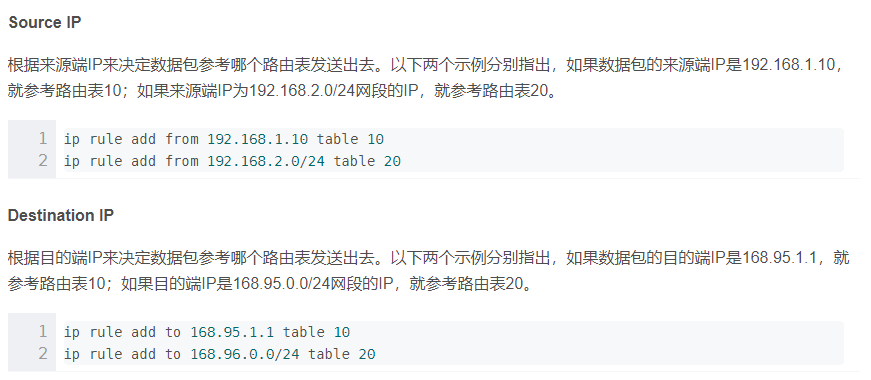 Source IP
根据来源端IP来决定数据包参考哪个路由表发送出去。以下两个示例分别指出，如果数据包的来源端IP是192.168.1.10，
就参考路由表10；如果来源端IP为192.168.2.0/24网段的IP，就参考路由表20。
1 ip rule add from 192.168.1.10 table 10
2 ip rule add from 192.168.2.0/24 table 20
Destination IP
根据目的端IP来决定数据包参考哪个路由表发送出去。以下两个示例分别指出，如果数据包的目的端IP是168.95.1.1，就
参考路由表10；如果目的端IP是168.95.0.0/24网段的IP，就参考路由表20。
1 ip rule add to 168.95.1.1 table 10
2 ip rule add to 168.96.0.0/24 table 20